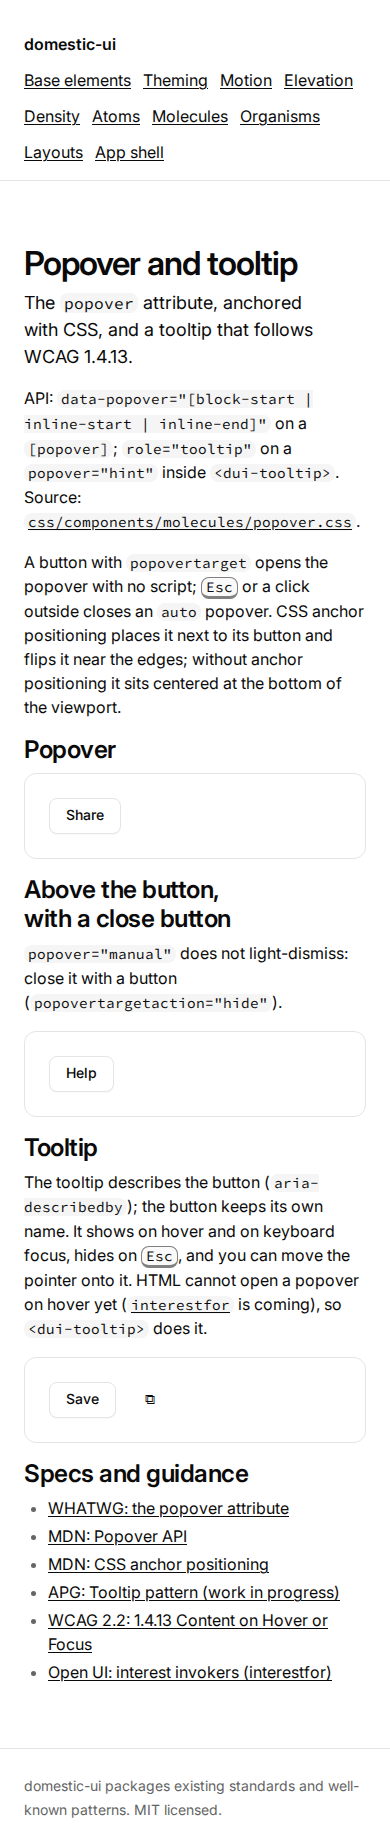 domestic-ui
Base elements Theming Motion Elevation
Density Atoms Molecules Organisms
Layouts App shell
Popover and tooltip
The popover attribute, anchored
with CSS, and a tooltip that follows
WCAG 1.4.13.
API: data-popover="[block-start |
inline-start | inline-end]" on a
[popover]; role="tooltip" on a
popover="hint" inside <dui-tooltip>.
Source:
css/components/molecules/popover.css.
A button with popovertarget opens the
popover with no script; Esc or a click
outside closes an auto popover. CSS anchor
positioning places it next to its button and
flips it near the edges; without anchor
positioning it sits centered at the bottom of
the viewport.
Popover
Share
Above the button,
with a close button
popover="manual" does not light-dismiss:
close it with a button
(popovertargetaction="hide").
Help
Tooltip
The tooltip describes the button (aria-
describedby); the button keeps its own
name. It shows on hover and on keyboard
focus, hides on Esc, and you can move the
pointer onto it. HTML cannot open a popover
on hover yet (interestfor is coming), so
<dui-tooltip> does it.
Save ⧉
Specs and guidance
• WHATWG: the popover attribute
• MDN: Popover API
• MDN: CSS anchor positioning
• APG: Tooltip pattern (work in progress)
• WCAG 2.2: 1.4.13 Content on Hover or
Focus
• Open UI: interest invokers (interestfor)
domestic-ui packages existing standards and well-
known patterns. MIT licensed.